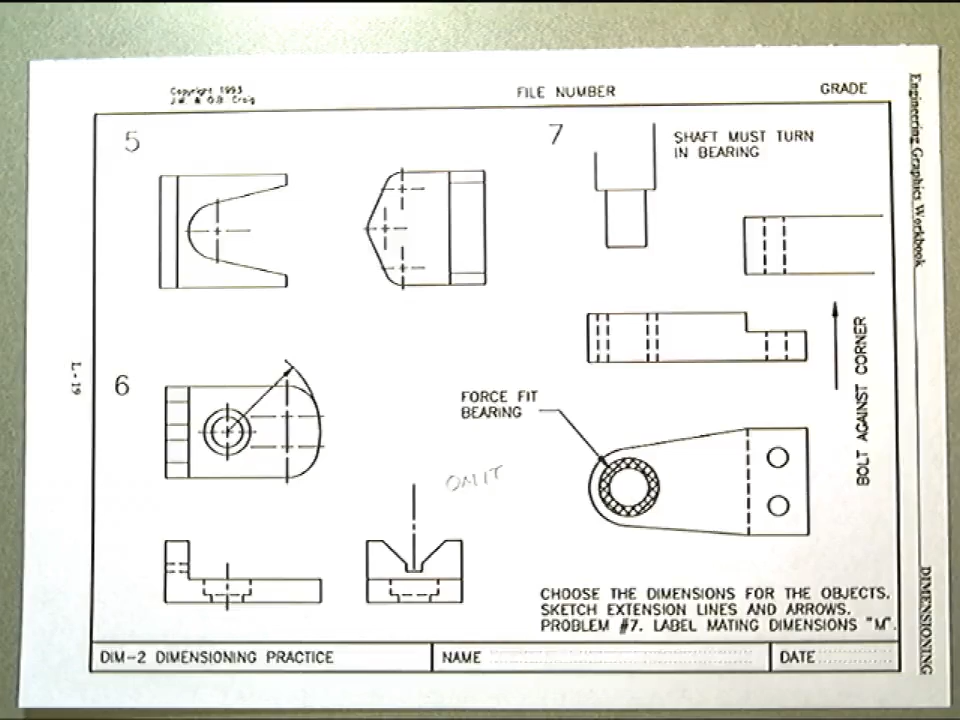 Copyright 1993
J.W. & O.B. Craig
FILE NUMBER
GRADE
Engineering Graphics Workbook
5
7
SHAFT MUST TURN
IN BEARING
L-19
6
FORCE FIT
BEARING
BOLT AGAINST CORNER
OMIT
CHOOSE THE DIMENSIONS FOR THE OBJECTS.
SKETCH EXTENSION LINES AND ARROWS.
PROBLEM #7. LABEL MATING DIMENSIONS "M".
DIMENSIONING
DIM-2 DIMENSIONING PRACTICE
NAME
DATE